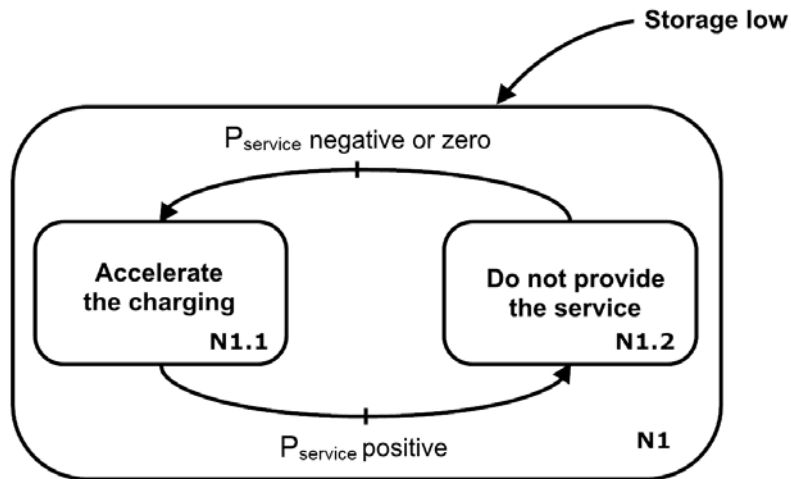 Storage low
Pservice negative or zero
Accelerate
the charging
N1.1
Do not provide
the service
N1.2
Pservice positive
N1